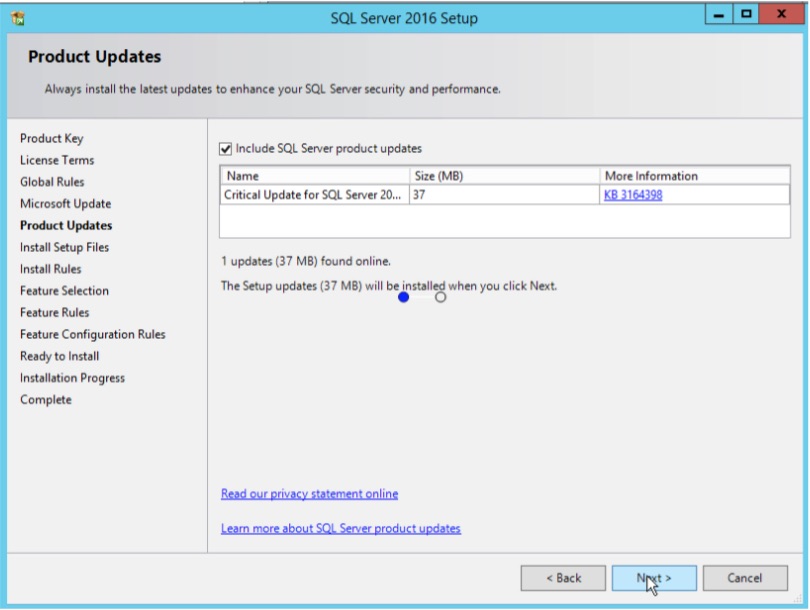 SQL Server 2016 Setup
Product Updates
Always install the latest updates to enhance your SQL Server security and performance.
Product Key
License Terms
Global Rules
Microsoft Update
Product Updates
Install Setup Files
Install Rules
Feature Selection
Feature Rules
Feature Configuration Rules
Ready to Install
Installation Progress
Complete
Include SQL Server product updates
Name Size (MB) More Information
Critical Update for SQL Server 20... 37 KB 3164398
1 updates (37 MB) found online.
The Setup updates (37 MB) will be installed when you click Next.
Read our privacy statement online
Learn more about SQL Server product updates
< Back Next > Cancel